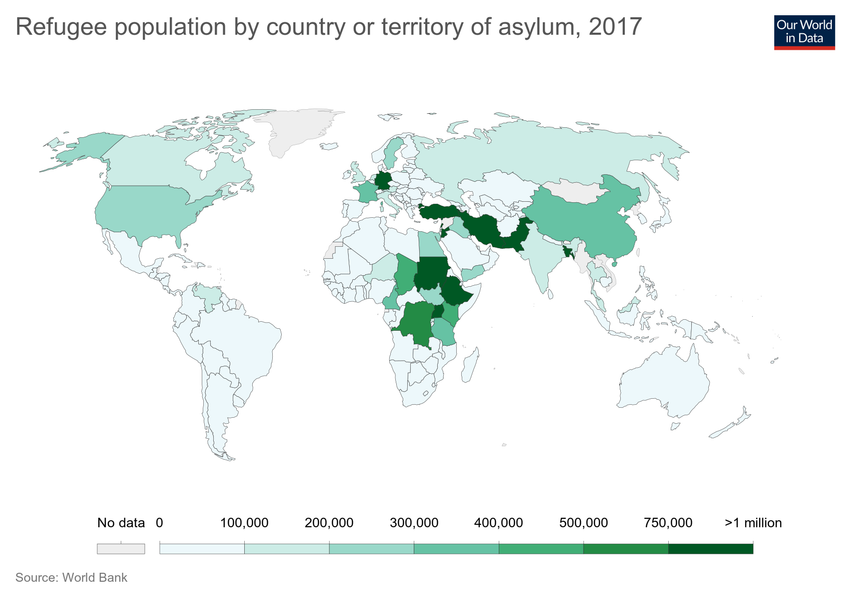 Refugee population by country or territory of asylum, 2017
Our World
in Data
No data 0 100,000 200,000 300,000 400,000 500,000 750,000 >1 million
Source: World Bank